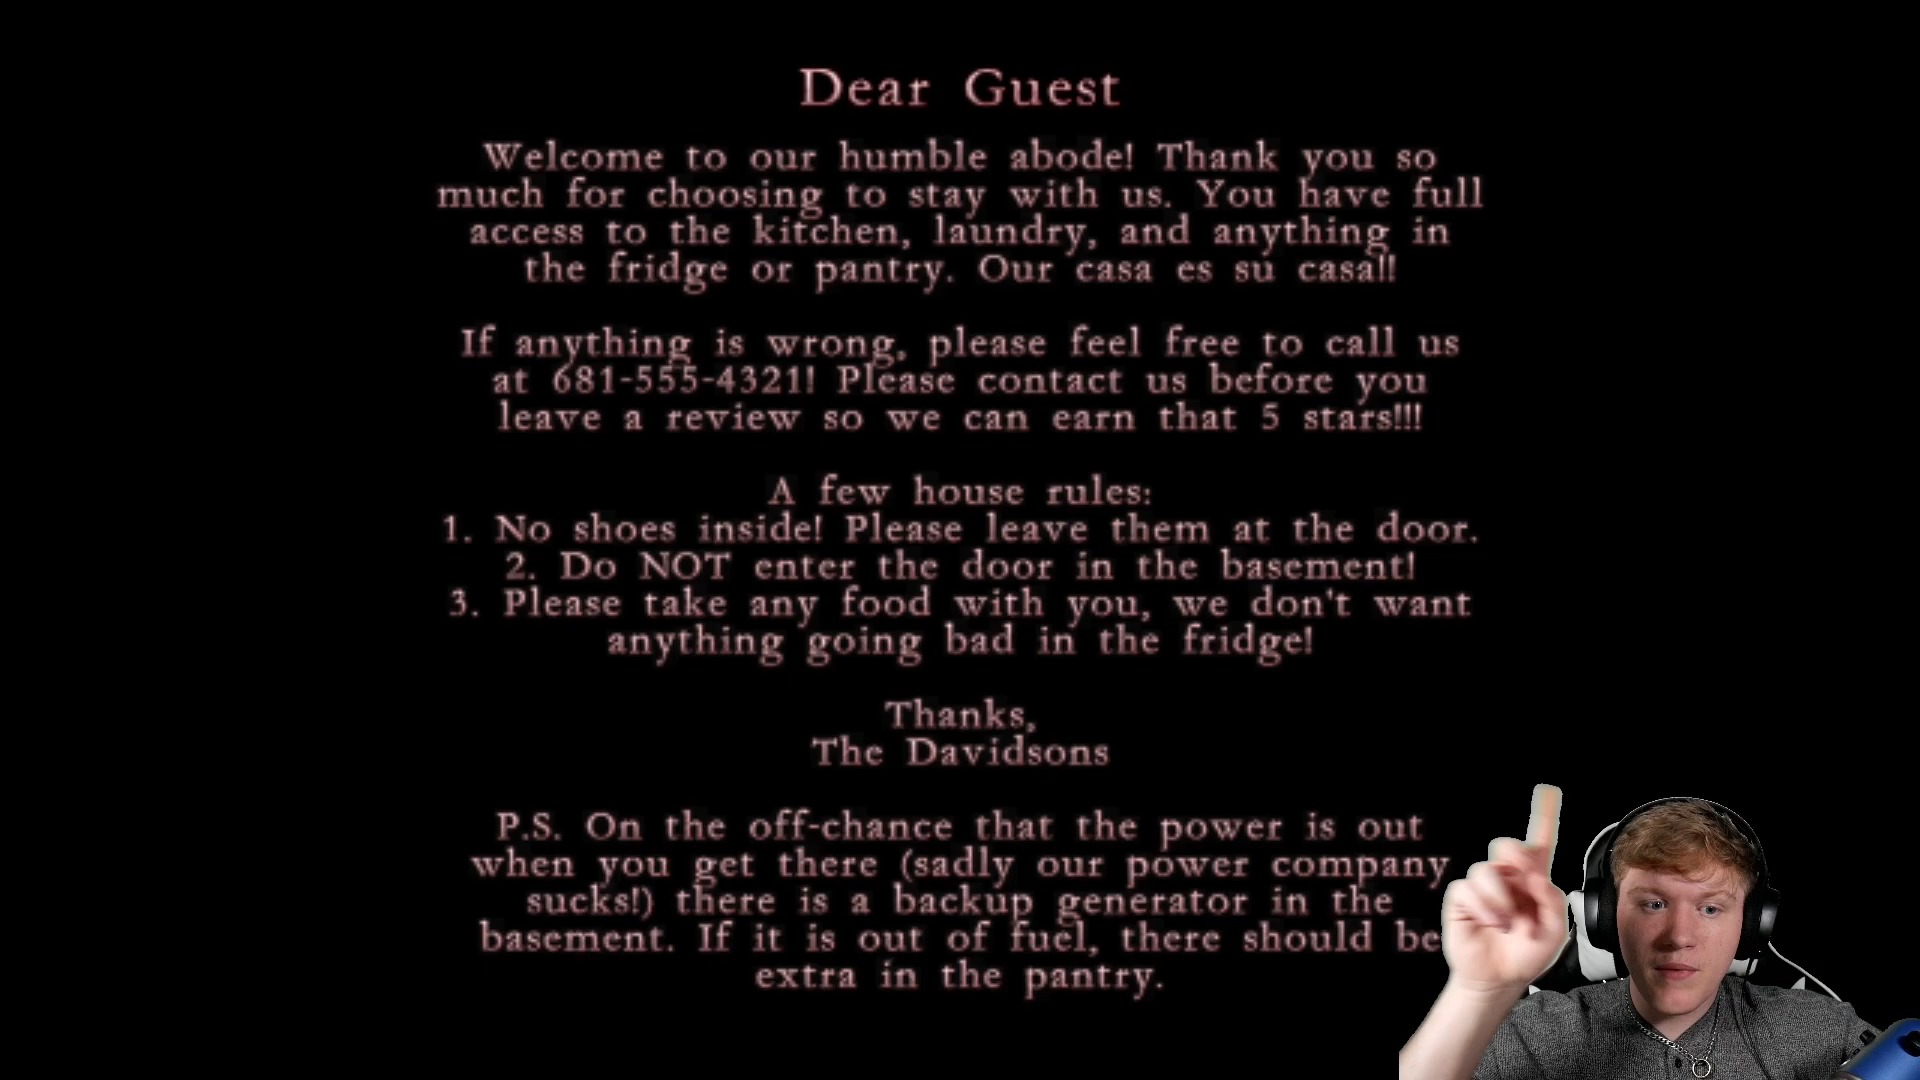 Dear Guest
Welcome to our humble abode! Thank you so
much for choosing to stay with us. You have full
access to the kitchen, laundry, and anything in
the fridge or pantry. Our casa es su casa!!
If anything is wrong, please feel free to call us
at 681-555-4321! Please contact us before you
leave a review so we can earn that 5 stars!!!
A few house rules:
1. No shoes inside! Please leave them at the door.
2. Do NOT enter the door in the basement!
3. Please take any food with you, we don't want
anything going bad in the fridge!
Thanks,
The Davidsons
P.S. On the off-chance that the power is out
when you get there (sadly our power company
sucks!) there is a backup generator in the
basement. If it is out of fuel, there should be
extra in the pantry.